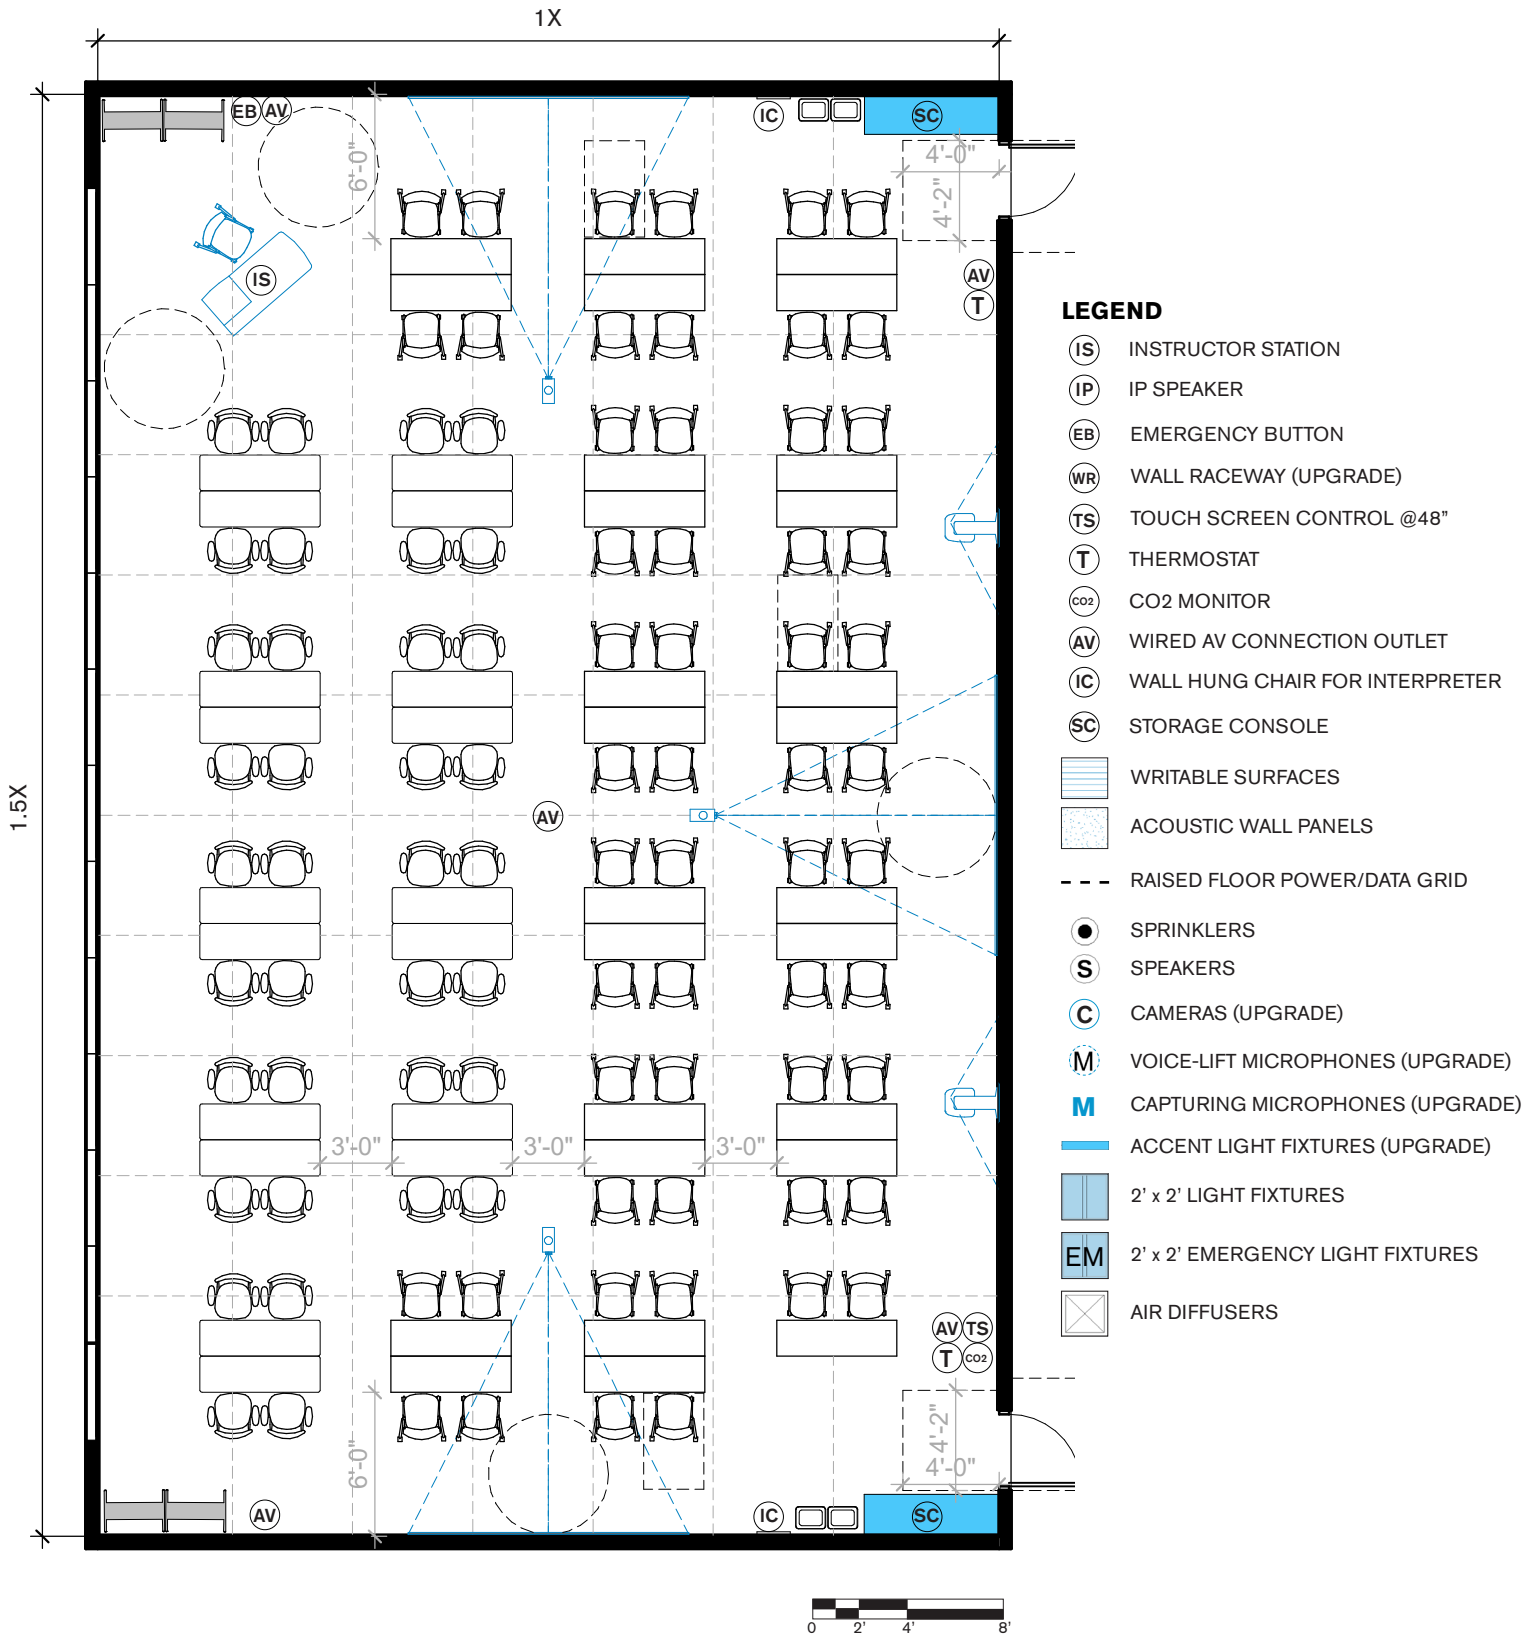 1X
1.5X
EB AV
IC
SC
6'-0"
4'-0"
4'-2"
IS
AV
T
AV
3'-0" 3'-0" 3'-0"
AV TS
T CO2
6'-0"
4'-2"
4'-0"
AV
IC
SC
0 2' 4' 8'
LEGEND
IS INSTRUCTOR STATION
IP IP SPEAKER
EB EMERGENCY BUTTON
WR WALL RACEWAY (UPGRADE)
TS TOUCH SCREEN CONTROL @48”
T THERMOSTAT
CO2 CO2 MONITOR
AV WIRED AV CONNECTION OUTLET
IC WALL HUNG CHAIR FOR INTERPRETER
SC STORAGE CONSOLE
WRITABLE SURFACES
ACOUSTIC WALL PANELS
RAISED FLOOR POWER/DATA GRID
SPRINKLERS
S SPEAKERS
C CAMERAS (UPGRADE)
M VOICE-LIFT MICROPHONES (UPGRADE)
M CAPTURING MICROPHONES (UPGRADE)
ACCENT LIGHT FIXTURES (UPGRADE)
2’ x 2’ LIGHT FIXTURES
EM 2’ x 2’ EMERGENCY LIGHT FIXTURES
AIR DIFFUSERS